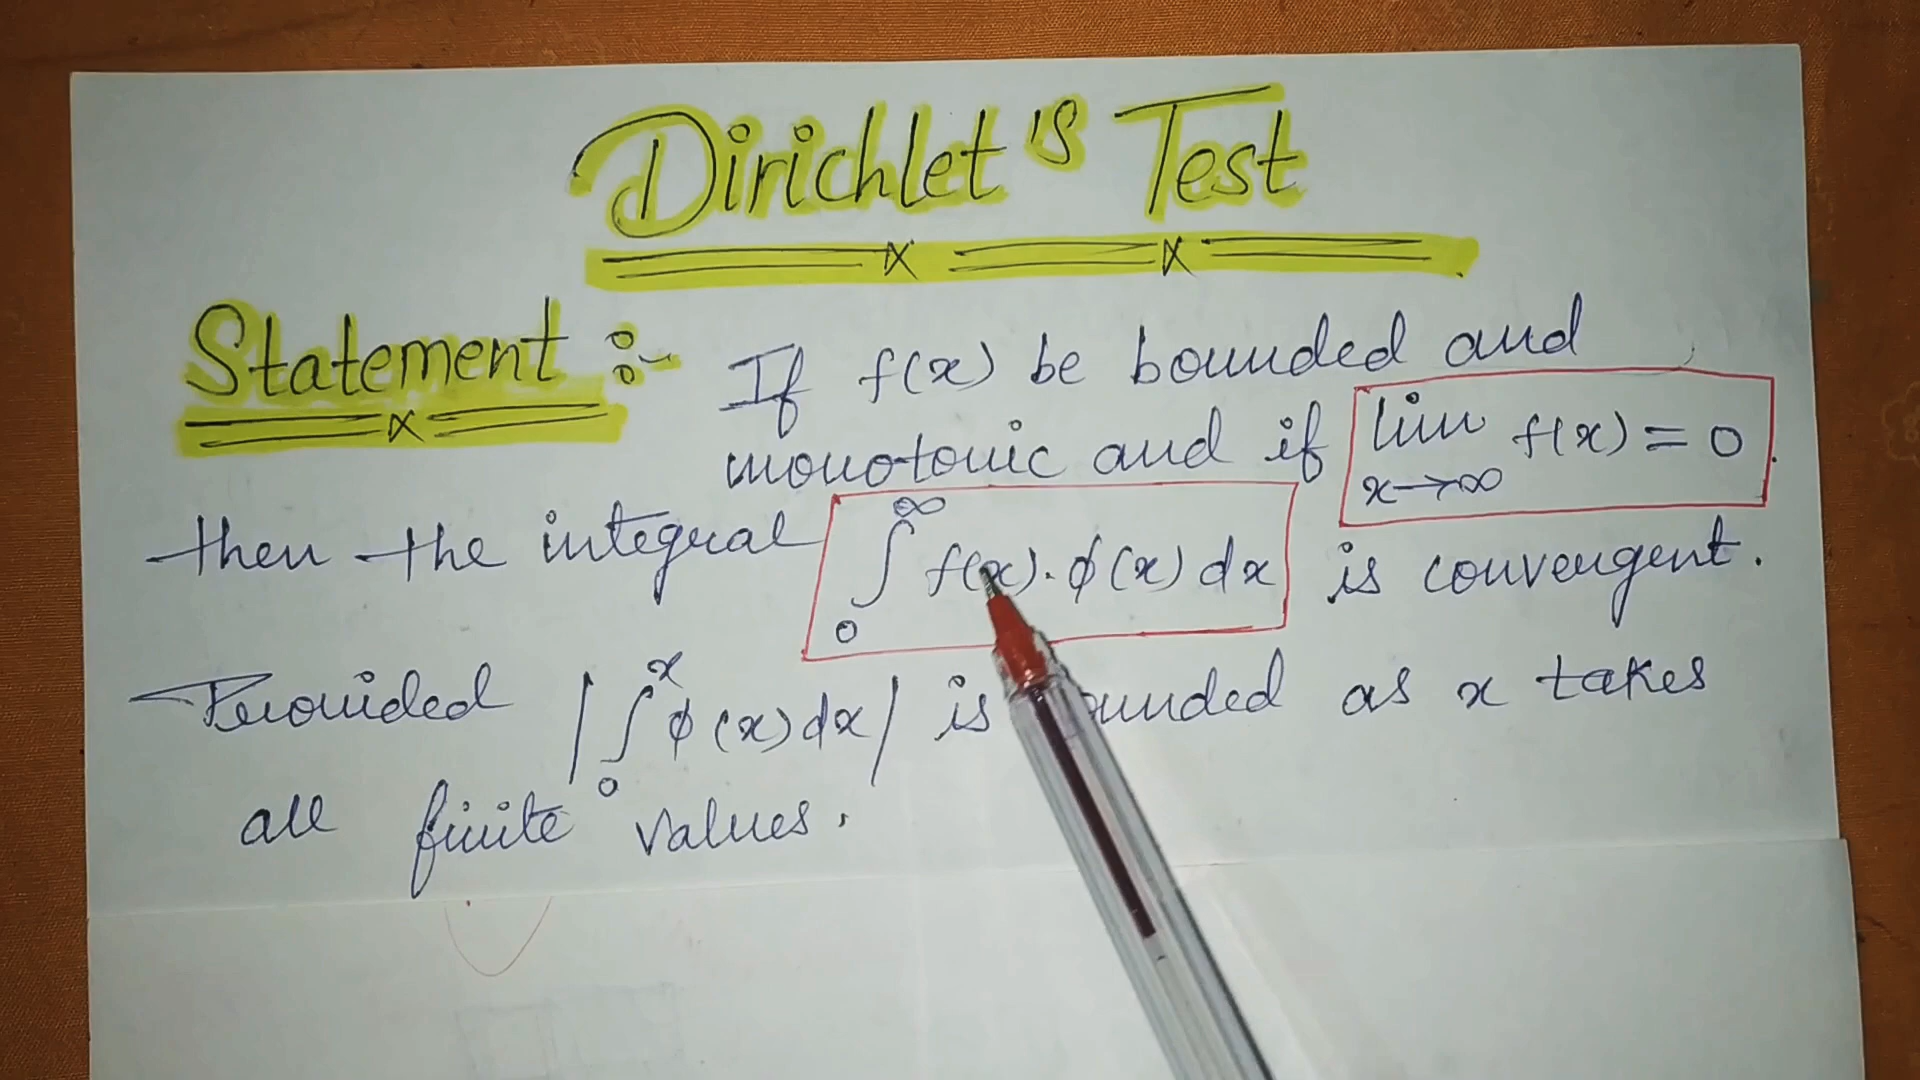 Dirichlet's Test
Statement :- If f(x) be bounded and
monotonic and if lim x→∞ f(x) = 0.
then the integral ∫₀^∞ f(x)·ϕ(x) dx is convergent.
Provided |∫₀^x ϕ(x) dx| is bounded as x takes
all finite values.